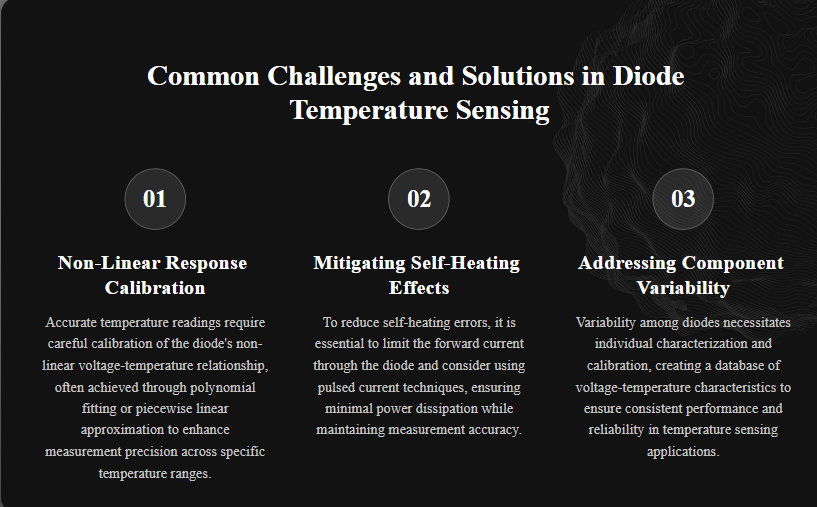 Common Challenges and Solutions in Diode
Temperature Sensing
01
Non-Linear Response
Calibration
Accurate temperature readings require
careful calibration of the diode's non-
linear voltage-temperature relationship,
often achieved through polynomial
fitting or piecewise linear
approximation to enhance
measurement precision across specific
temperature ranges.
02
Mitigating Self-Heating
Effects
To reduce self-heating errors, it is
essential to limit the forward current
through the diode and consider using
pulsed current techniques, ensuring
minimal power dissipation while
maintaining measurement accuracy.
03
Addressing Component
Variability
Variability among diodes necessitates
individual characterization and
calibration, creating a database of
voltage-temperature characteristics to
ensure consistent performance and
reliability in temperature sensing
applications.